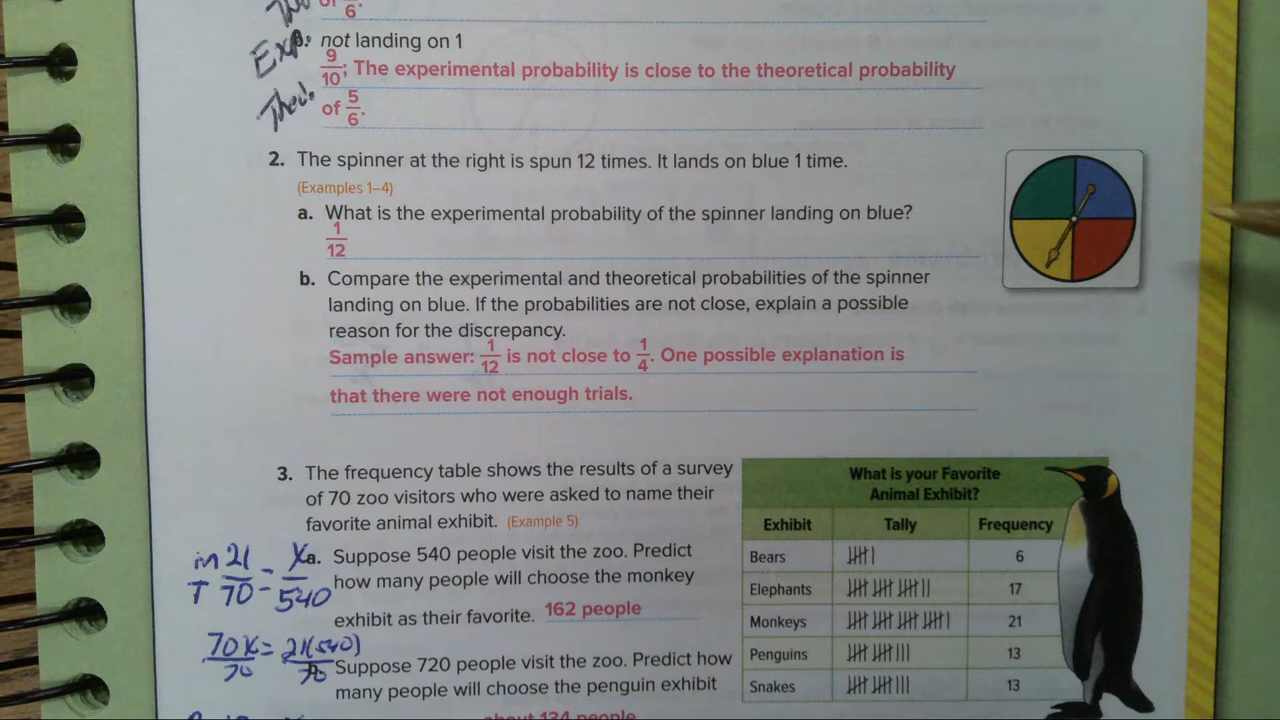 of 6.
Exp. not landing on 1
9/10; The experimental probability is close to the theoretical probability
Theo. of 5/6.
2. The spinner at the right is spun 12 times. It lands on blue 1 time.
(Examples 1–4)
a. What is the experimental probability of the spinner landing on blue?
1/12
b. Compare the experimental and theoretical probabilities of the spinner
landing on blue. If the probabilities are not close, explain a possible
reason for the discrepancy.
Sample answer: 1/12 is not close to 1/4. One possible explanation is
that there were not enough trials.
3. The frequency table shows the results of a survey
of 70 zoo visitors who were asked to name their
favorite animal exhibit. (Example 5)
a. Suppose 540 people visit the zoo. Predict
how many people will choose the monkey
exhibit as their favorite. 162 people
M 21/T 70 = x/540
70x/70 = 21(540)/70
Suppose 720 people visit the zoo. Predict how
many people will choose the penguin exhibit
about 134 people
What is your Favorite
Animal Exhibit?
Exhibit Tally Frequency
Bears 6
Elephants 17
Monkeys 21
Penguins 13
Snakes 13